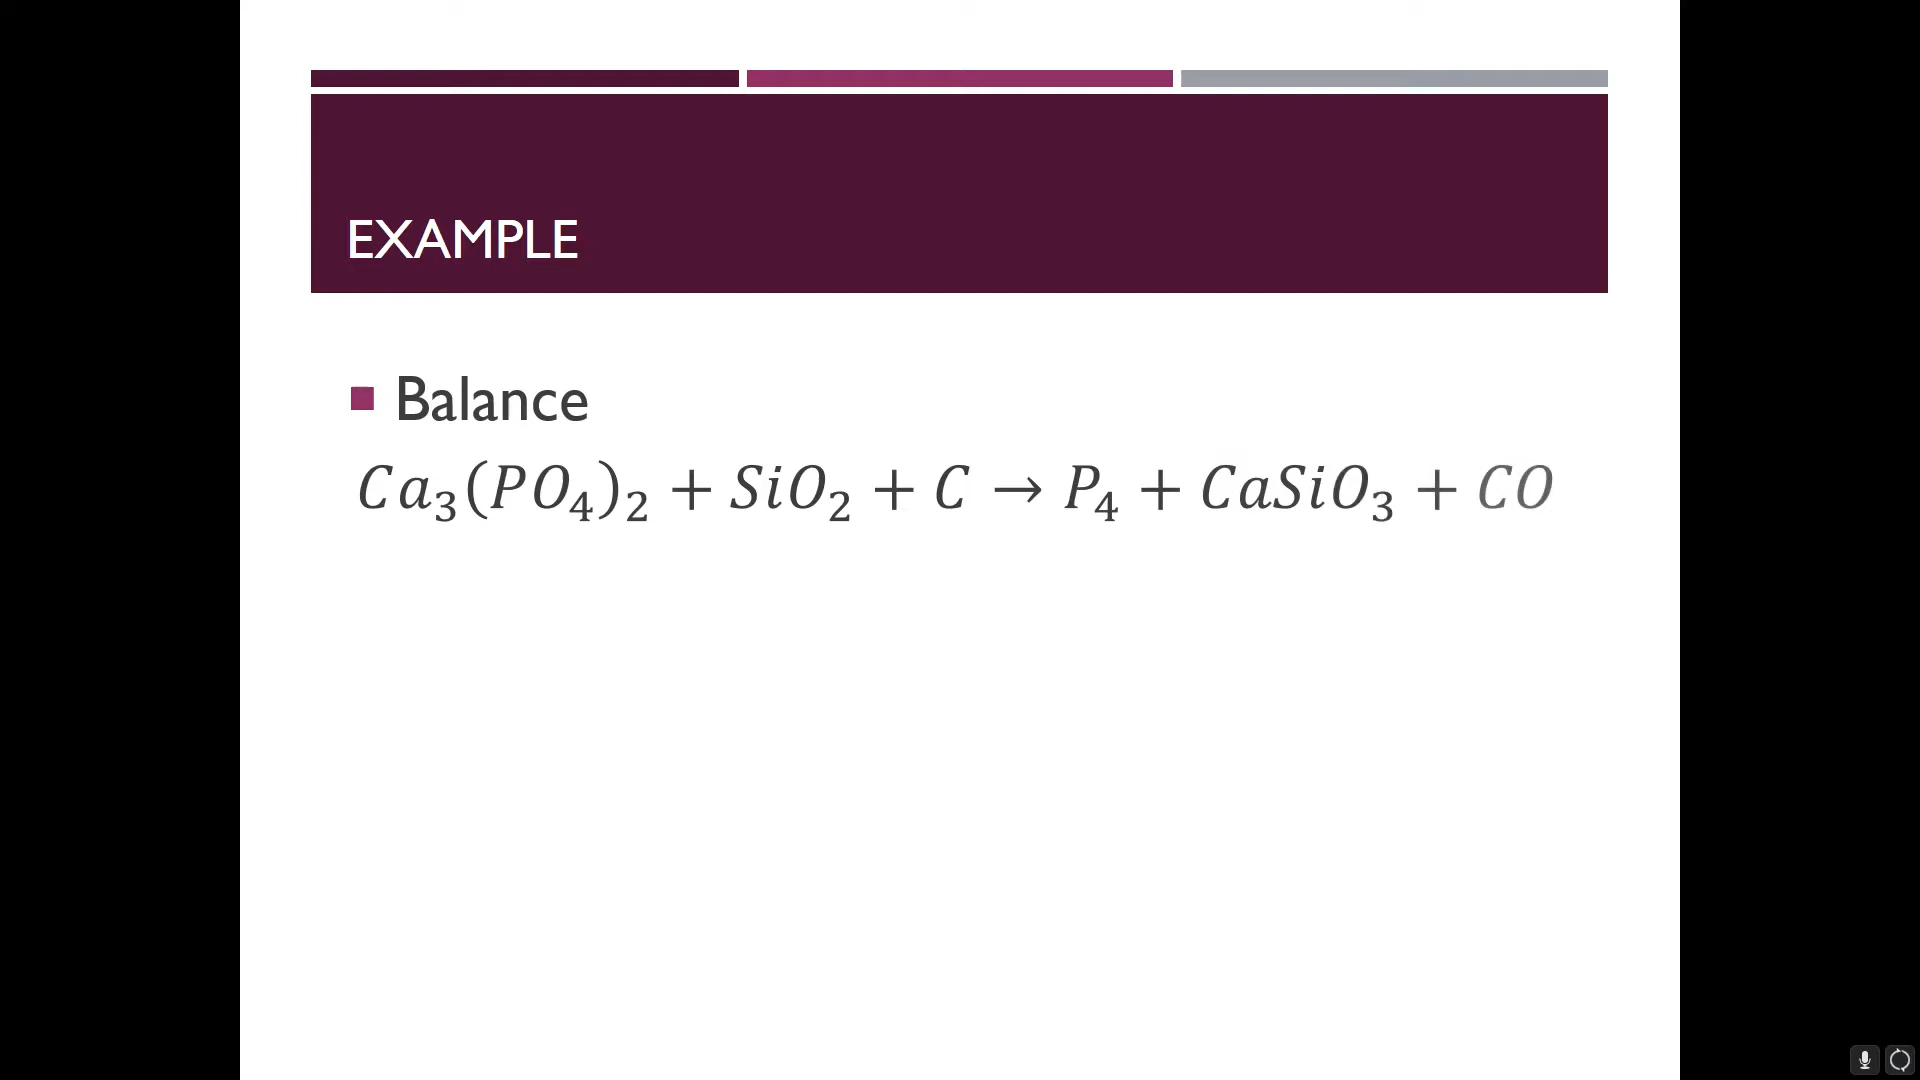 EXAMPLE
Balance
Ca₃(PO₄)₂ + SiO₂ + C → P₄ + CaSiO₃ + CO